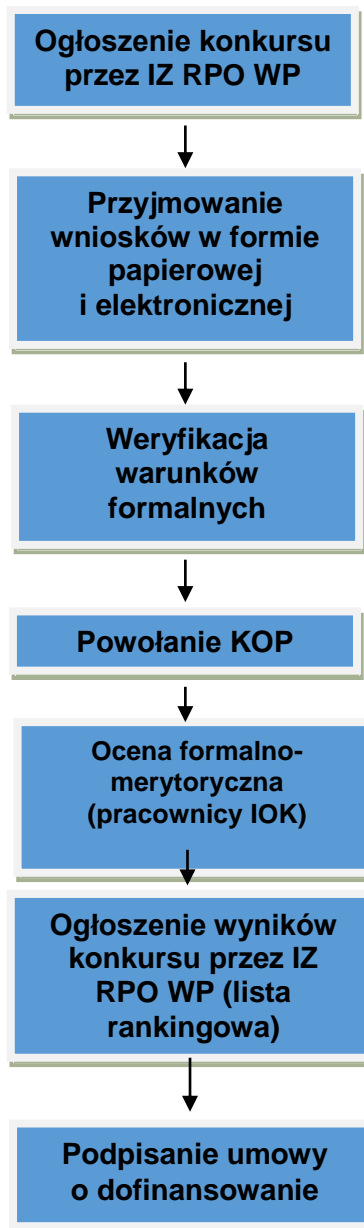 Ogłoszenie konkursu
przez IZ RPO WP
Przyjmowanie
wniosków w formie
papierowej
i elektronicznej
Weryfikacja
warunków
formalnych
Powołanie KOP
Ocena formalno-
merytoryczna
(pracownicy IOK)
Ogłoszenie wyników
konkursu przez IZ
RPO WP (lista
rankingowa)
Podpisanie umowy
o dofinansowanie